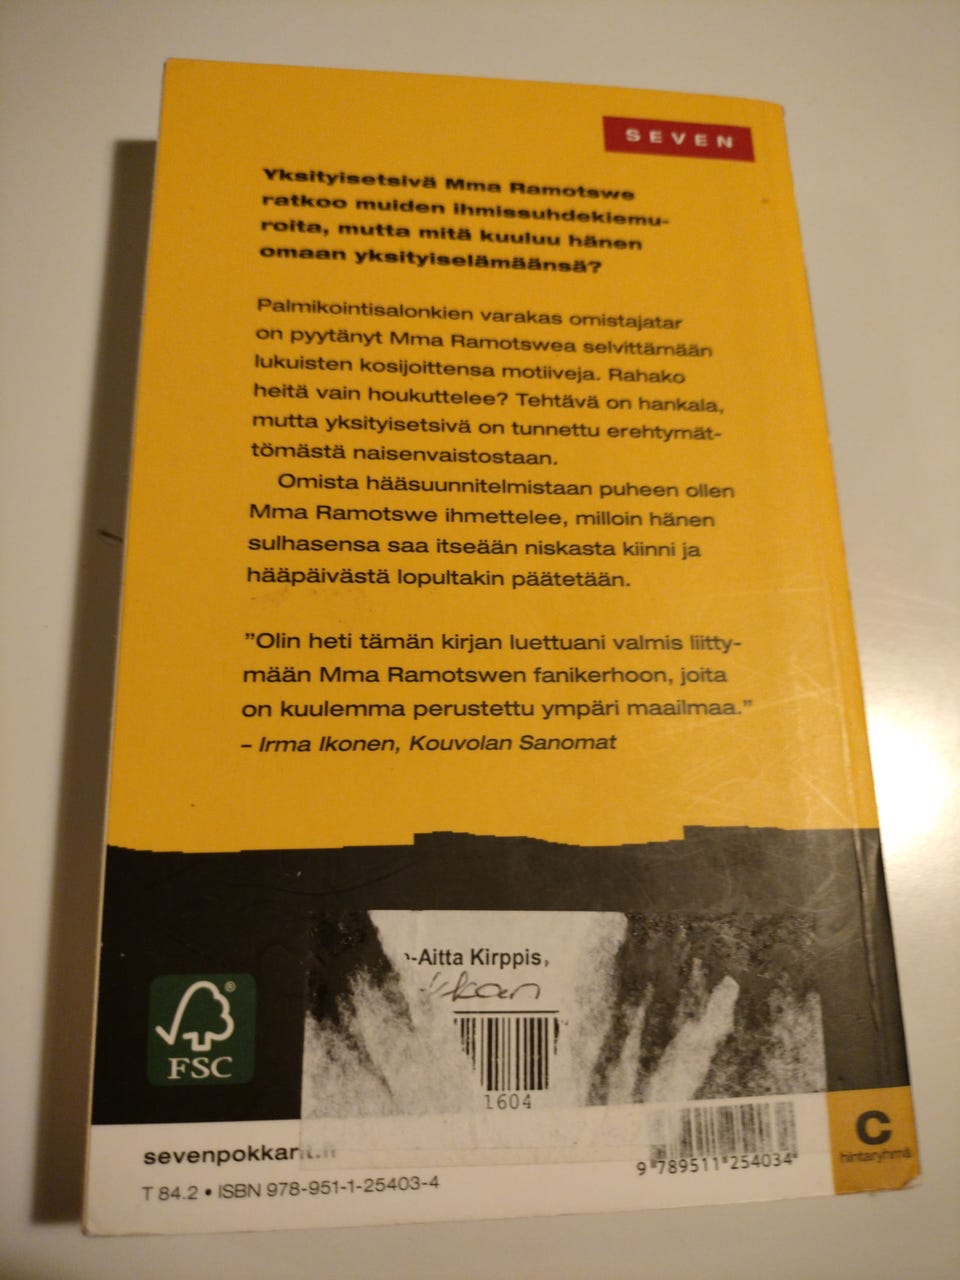 SEVEN
Yksityisetsivä Mma Ramotswe
ratkoo muiden ihmissuhdekiemu-
roita, mutta mitä kuuluu hänen
omaan yksityiselämäänsä?
Palmikointisalonkien varakas omistajatar
on pyytänyt Mma Ramotswea selvittämään
lukuisten kosijoittensa motiiveja. Rahako
heitä vain houkuttelee? Tehtävä on hankala,
mutta yksityisetsivä on tunnettu erehtymät-
tömästä naisenvaistostaan.
Omista hääsuunnitelmistaan puheen ollen
Mma Ramotswe ihmettelee, milloin hänen
sulhasensa saa itseään niskasta kiinni ja
hääpäivästä lopultakin päätetään.
”Olin heti tämän kirjan luettuani valmis liitty-
mään Mma Ramotswen fanikerhoon, joita
on kuulemma perustettu ympäri maailmaa.”
– Irma Ikonen, Kouvolan Sanomat
-Aitta Kirppis,
1604
FSC
®
C
hintaryhmä
sevenpokkarit.fi
9 789511 254034
T 84.2 • ISBN 978-951-1-25403-4